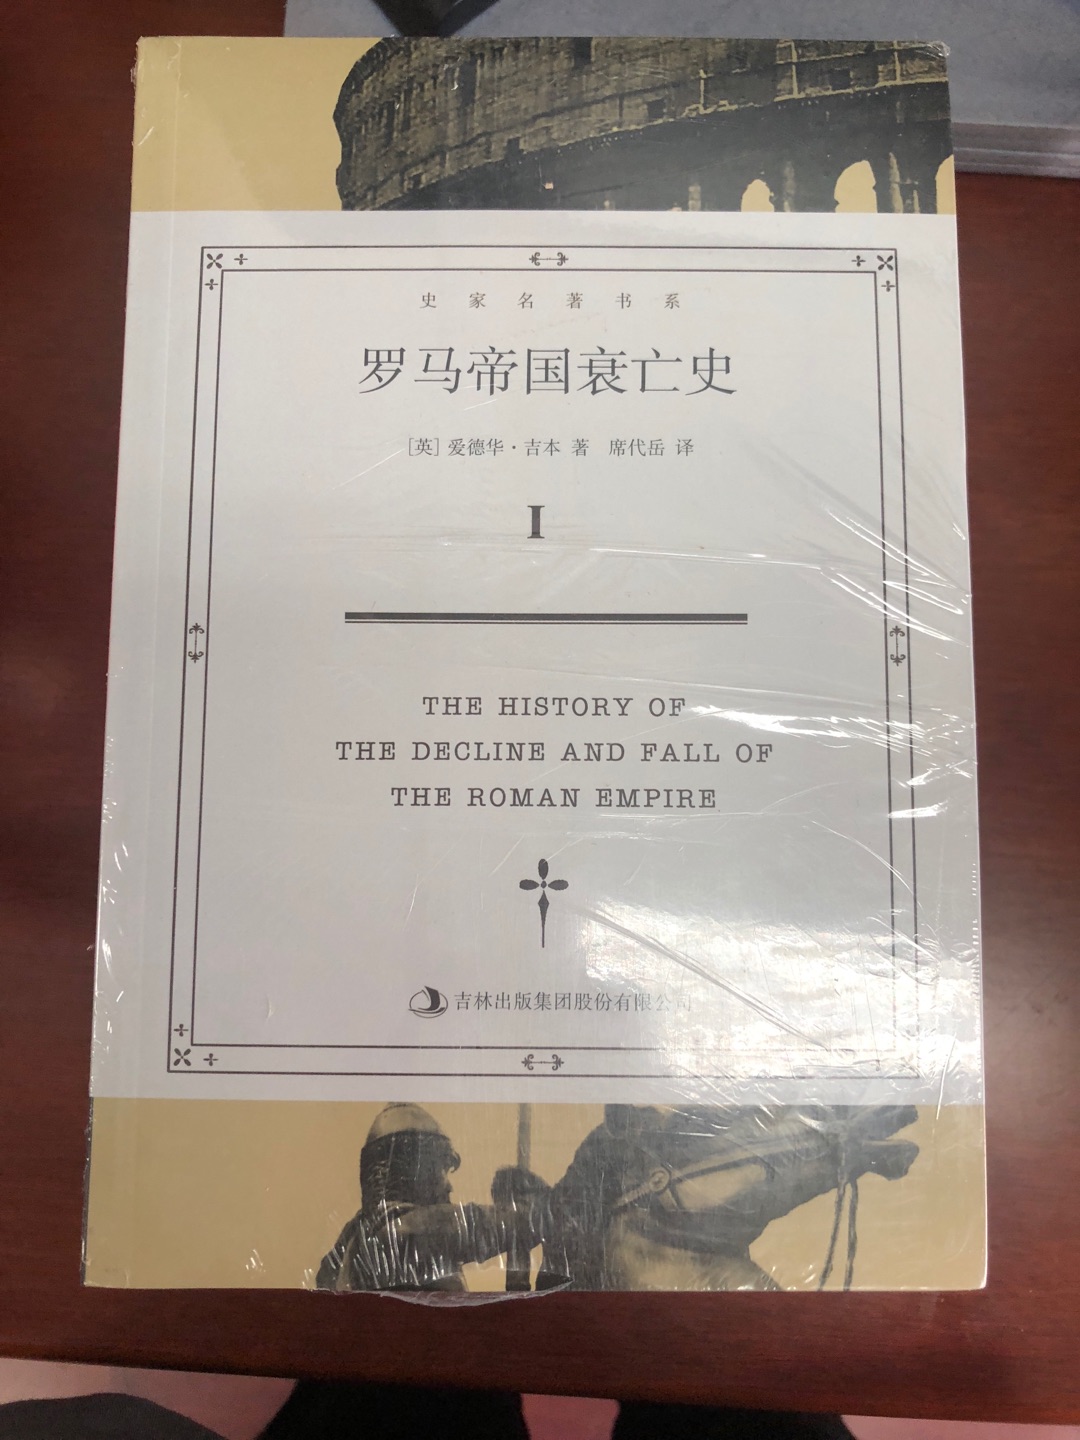 史家名著书系
罗马帝国衰亡史
[英] 爱德华·吉本 著 席代岳 译
I
THE HISTORY OF
THE DECLINE AND FALL OF
THE ROMAN EMPIRE
吉林出版集团股份有限公司